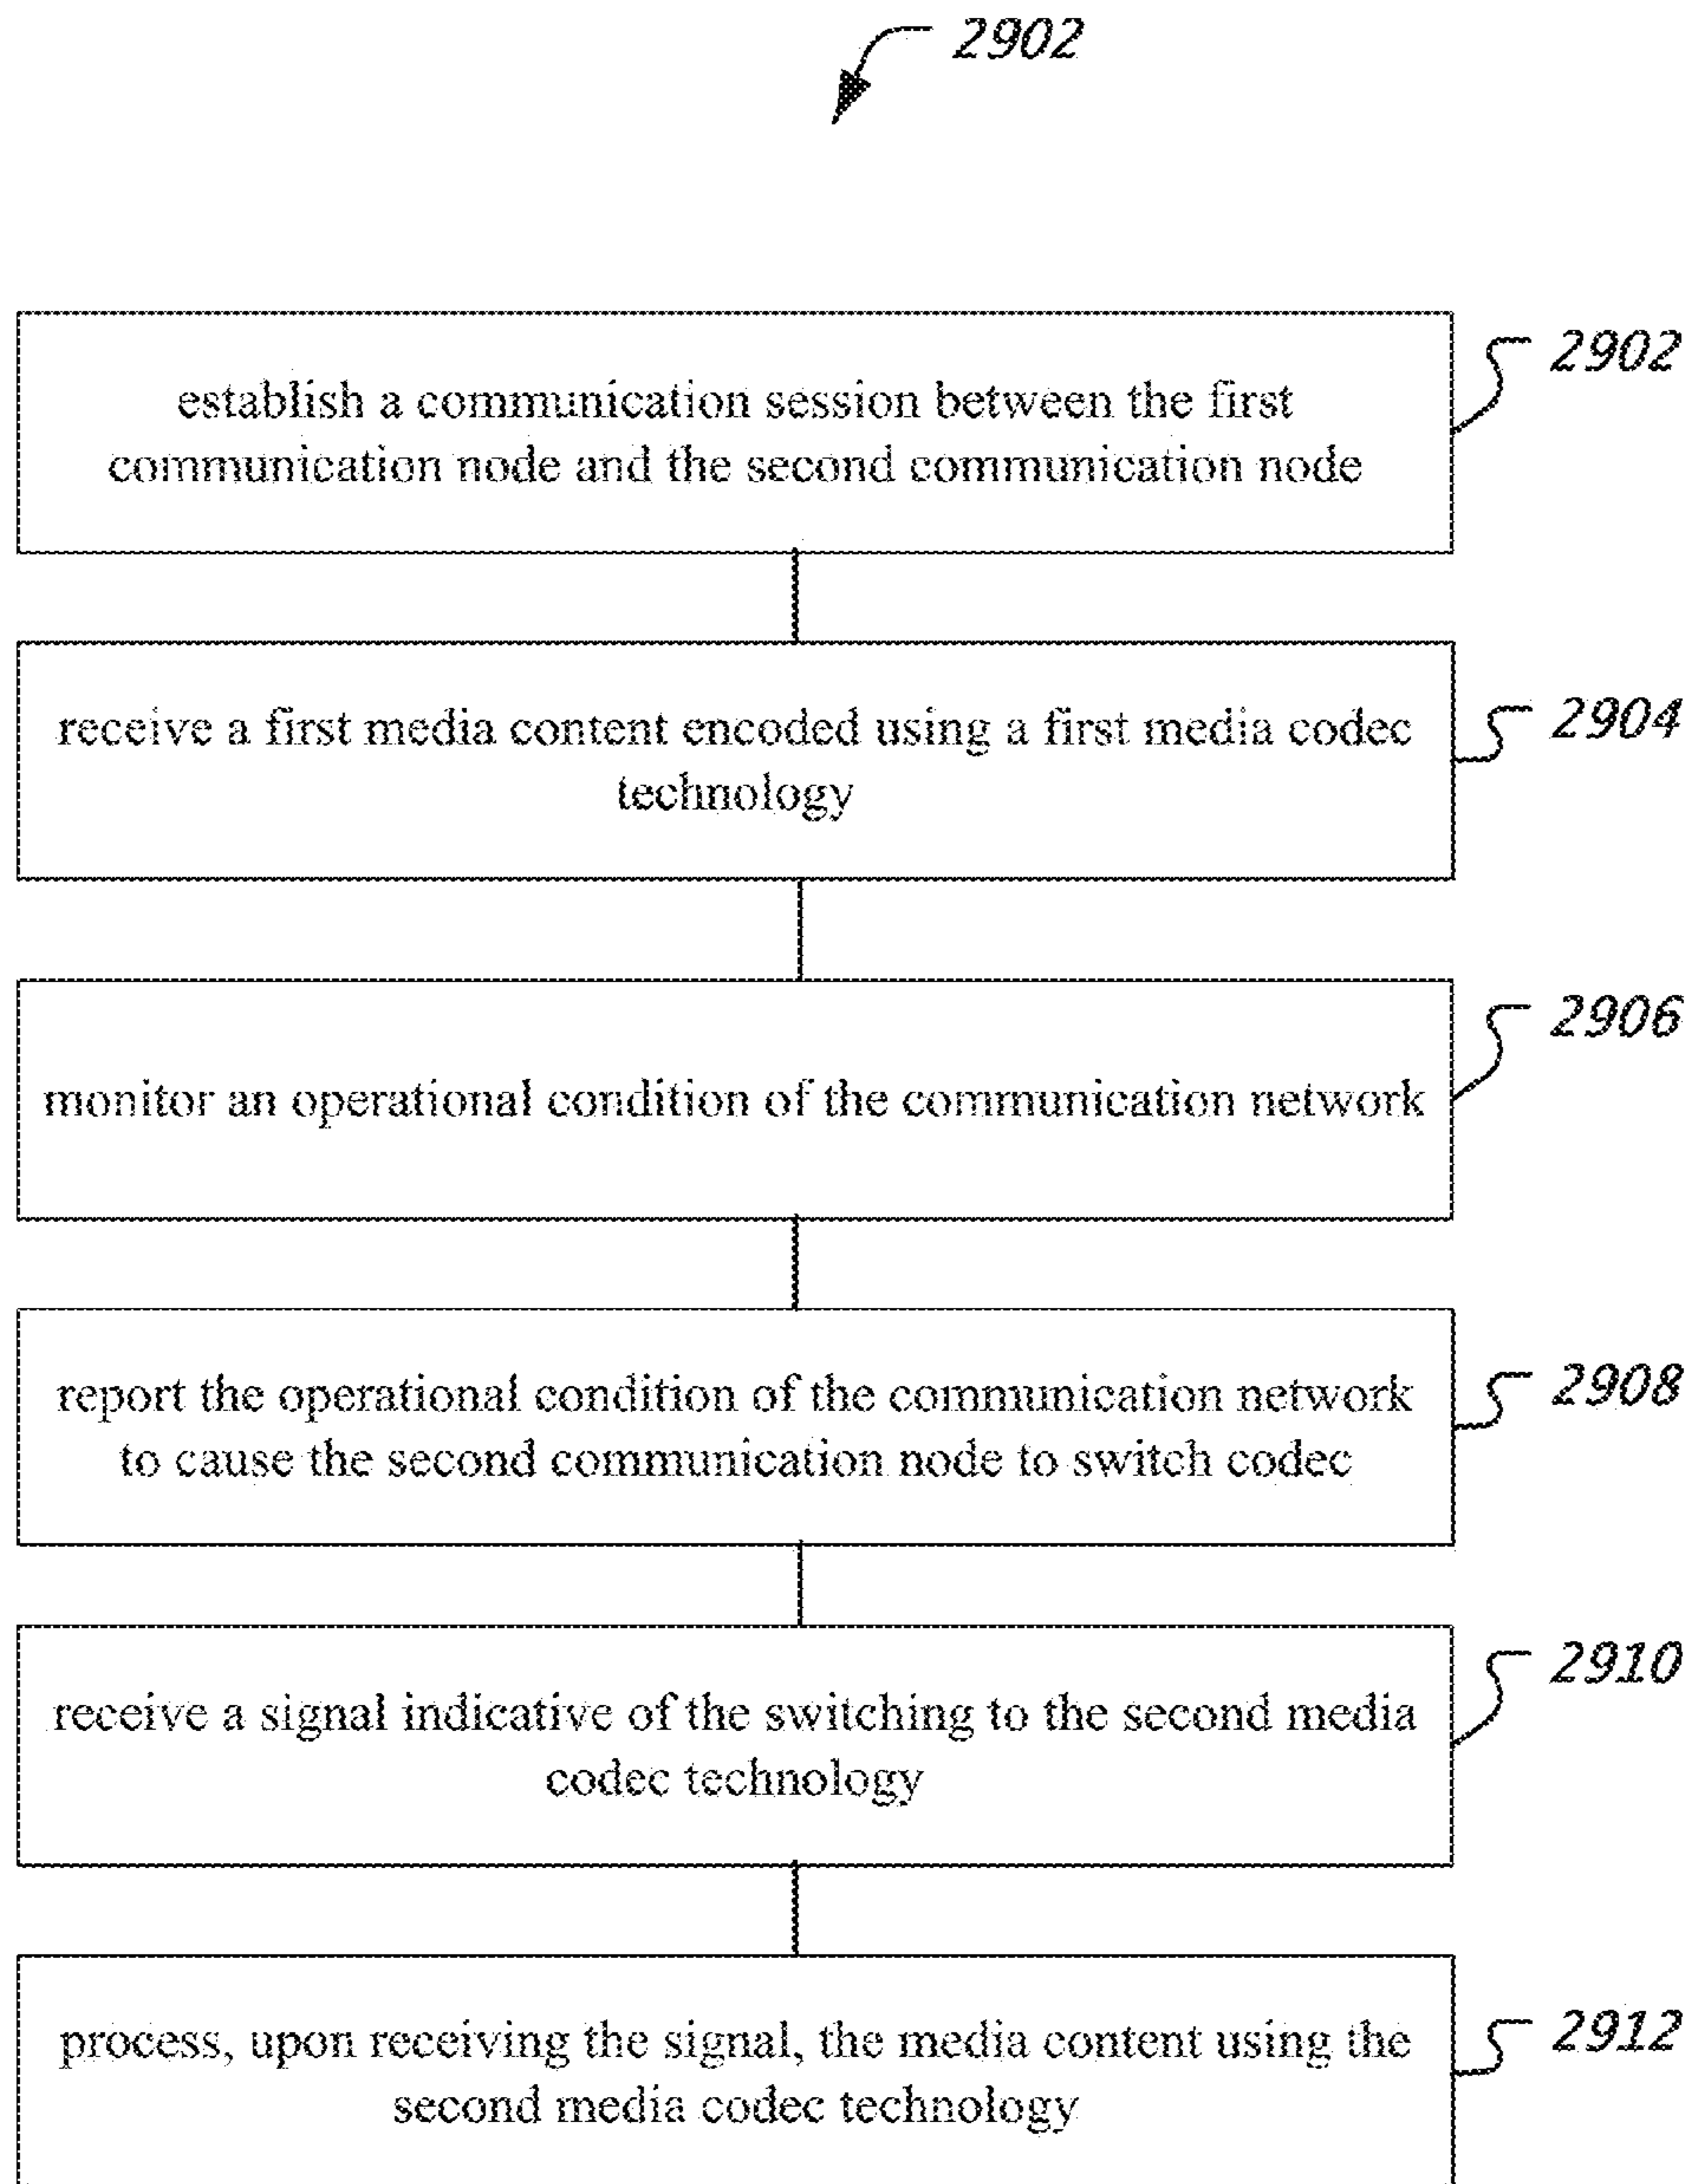 2902
establish a communication session between the first
communication node and the second communication node
2902
receive a first media content encoded using a first media codec
technology
2904
monitor an operational condition of the communication network
2906
report the operational condition of the communication network
to cause the second communication node to switch codec
2908
receive a signal indicative of the switching to the second media
codec technology
2910
process, upon receiving the signal, the media content using the
second media codec technology
2912